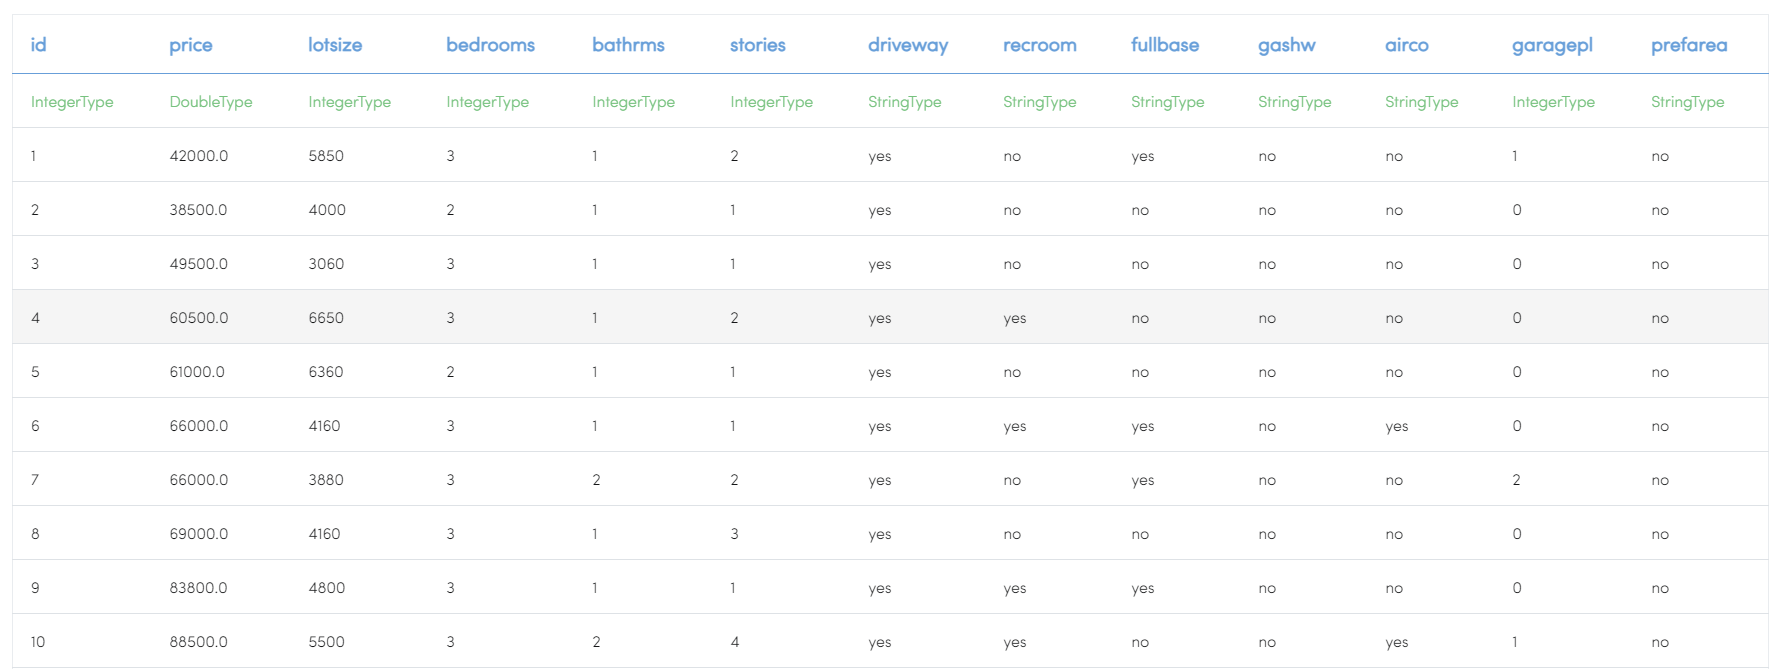 id price lotsize bedrooms bathrms stories driveway recroom fullbase gashw airco garagepl prefarea
IntegerType DoubleType IntegerType IntegerType IntegerType IntegerType StringType StringType StringType StringType StringType IntegerType StringType
1 42000.0 5850 3 1 2 yes no yes no no 1 no
2 38500.0 4000 2 1 1 yes no no no no 0 no
3 49500.0 3060 3 1 1 yes no no no no 0 no
4 60500.0 6650 3 1 2 yes yes no no no 0 no
5 61000.0 6360 2 1 1 yes no no no no 0 no
6 66000.0 4160 3 1 1 yes yes yes no yes 0 no
7 66000.0 3880 3 2 2 yes no yes no no 2 no
8 69000.0 4160 3 1 3 yes no no no no 0 no
9 83800.0 4800 3 1 1 yes yes yes no no 0 no
10 88500.0 5500 3 2 4 yes yes no no yes 1 no